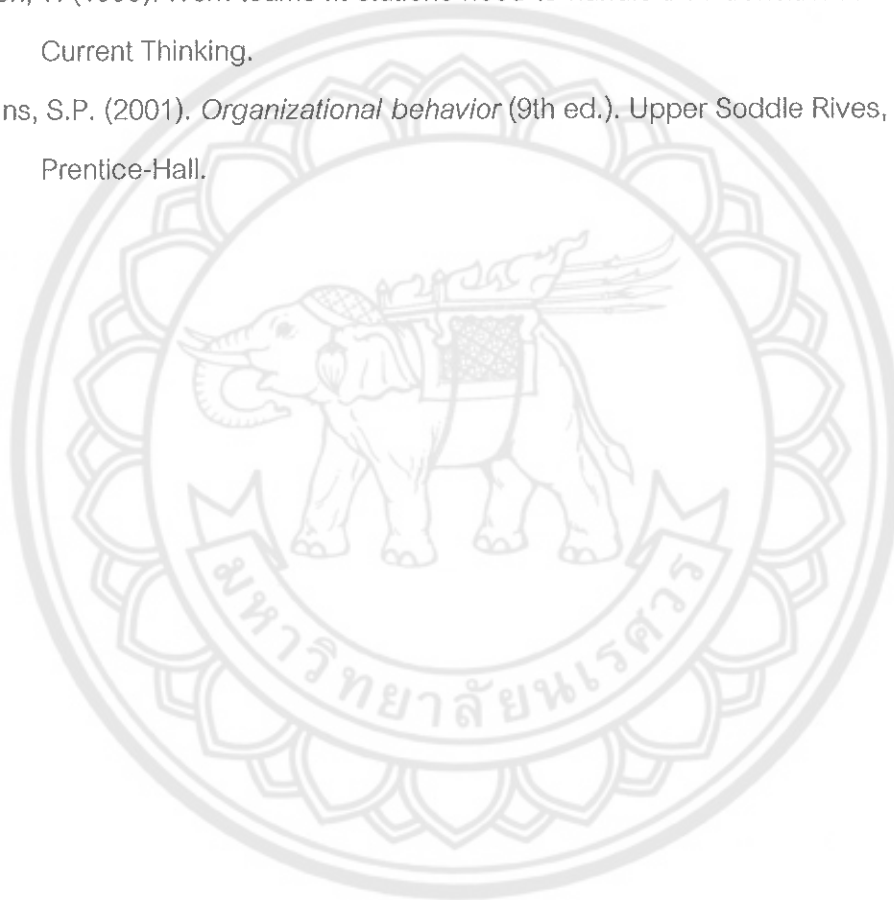 Current Thinking.
ns, S.P. (2001). Organizational behavior (9th ed.). Upper Soddle Rives,
Prentice-Hall.
มหาวิทยาลัยนเรศวร